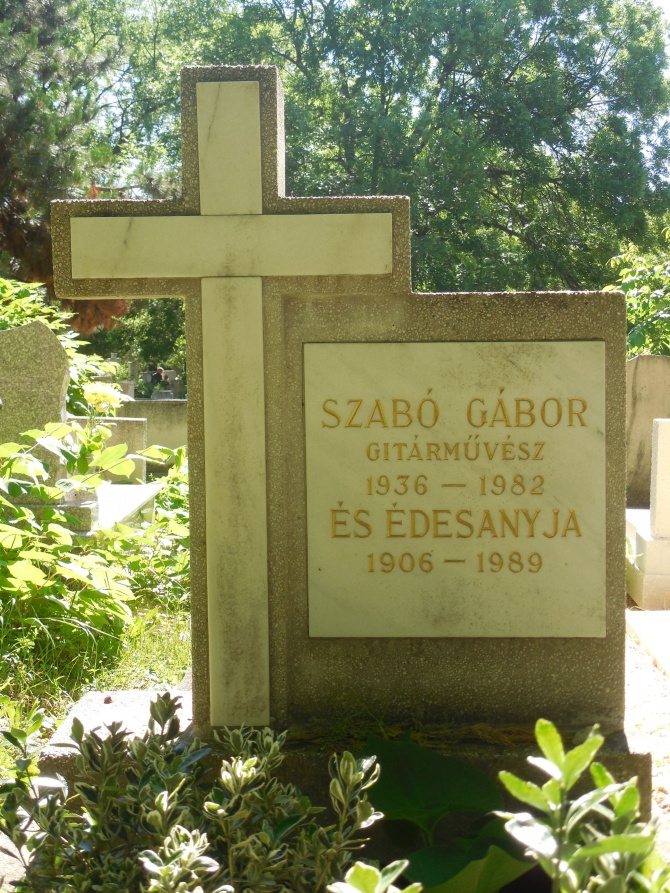 SZABÓ GÁBOR
GITÁRMŰVÉSZ
1936 — 1982
ÉS ÉDESANYJA
1906 — 1989